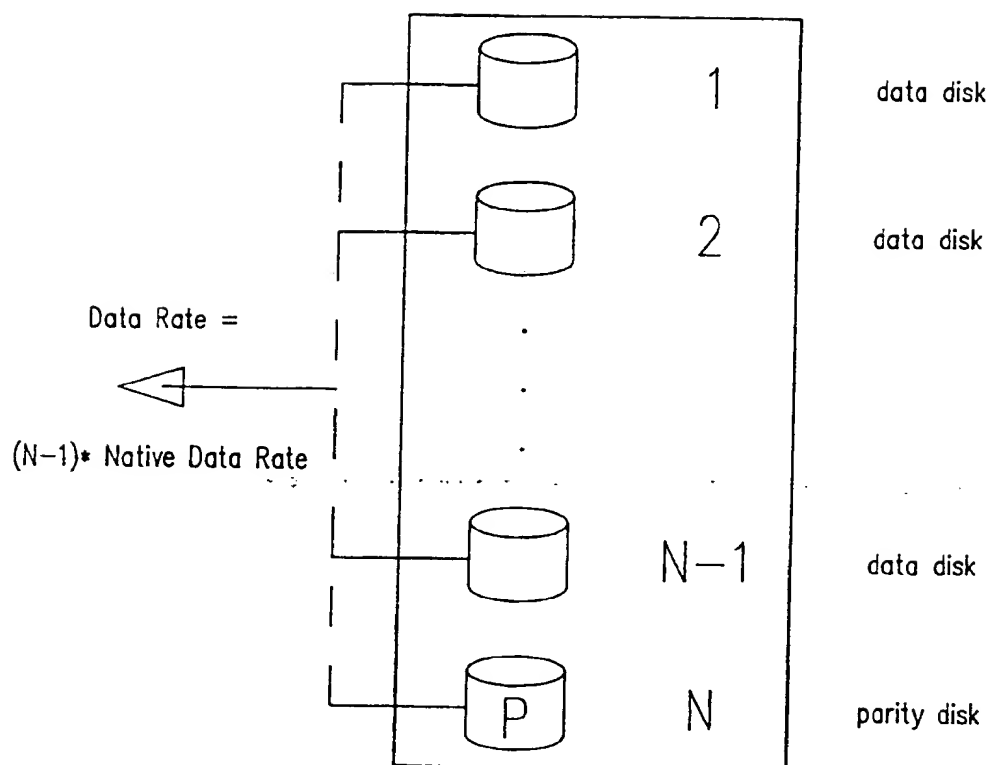 1 data disk
2 data disk
Data Rate =
(N-1)* Native Data Rate
N-1 data disk
P N parity disk